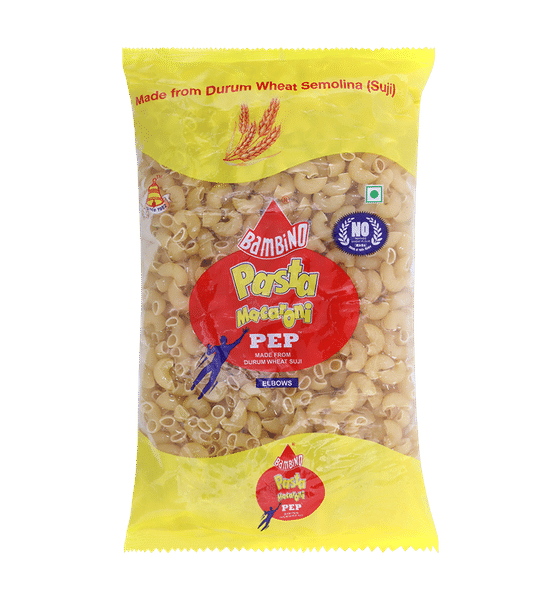 Made from Durum Wheat Semolina (Suji)
BAMBINO
NO
Pasta
Macaroni
PEP
MADE FROM
DURUM WHEAT SUJI
ELBOWS
BAMBINO
Pasta
Macaroni
PEP